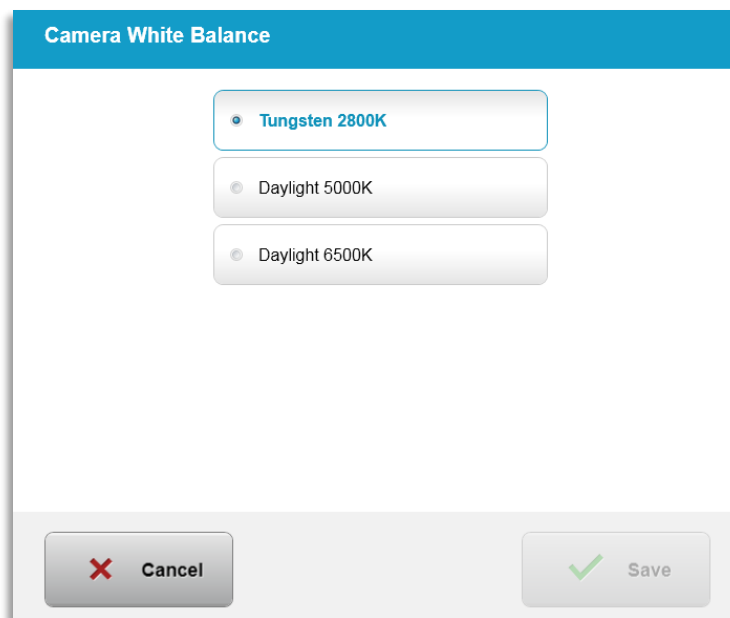 Camera White Balance
Tungsten 2800K
Daylight 5000K
Daylight 6500K
Cancel
Save